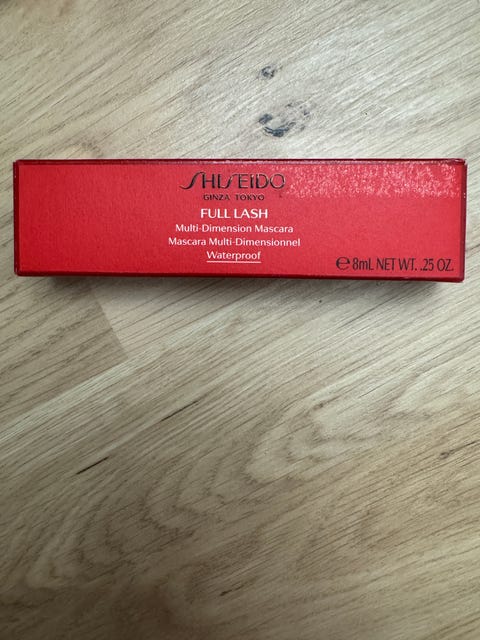 SHISEIDO
GINZA TOKYO
FULL LASH
Multi-Dimension Mascara
Mascara Multi-Dimensionnel
Waterproof
℮ 8mL NET WT. .25 OZ.